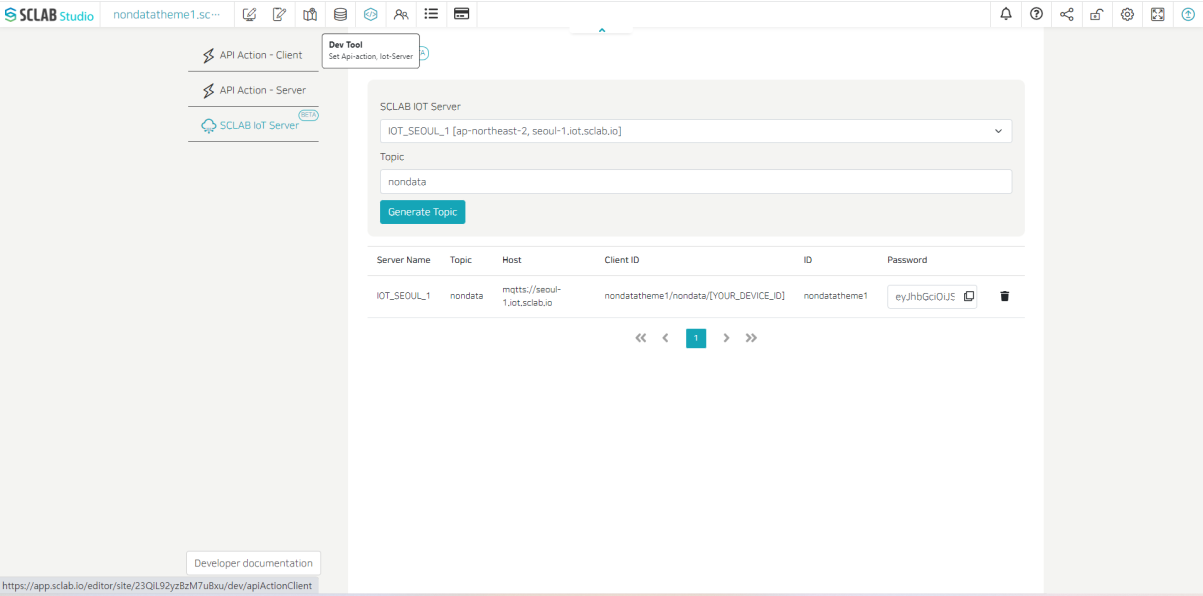 SCLAB Studio
nondatatheme1.sc...
Dev Tool
Set Api-action, Iot-Server
API Action - Client
API Action - Server
BETA
SCLAB IoT Server
SCLAB IOT Server
IOT_SEOUL_1 [ap-northeast-2, seoul-1.iot.sclab.io]
Topic
nondata
Generate Topic
Server Name Topic Host Client ID ID Password
IOT_SEOUL_1 nondata mqtts://seoul-
1.iot.sclab.io nondatatheme1/nondata/[YOUR_DEVICE_ID] nondatatheme1 eyJhbGciOiJS
1
Developer documentation
https://app.sclab.io/editor/site/23QiL92yzBzM7uBxu/dev/apiActionClient